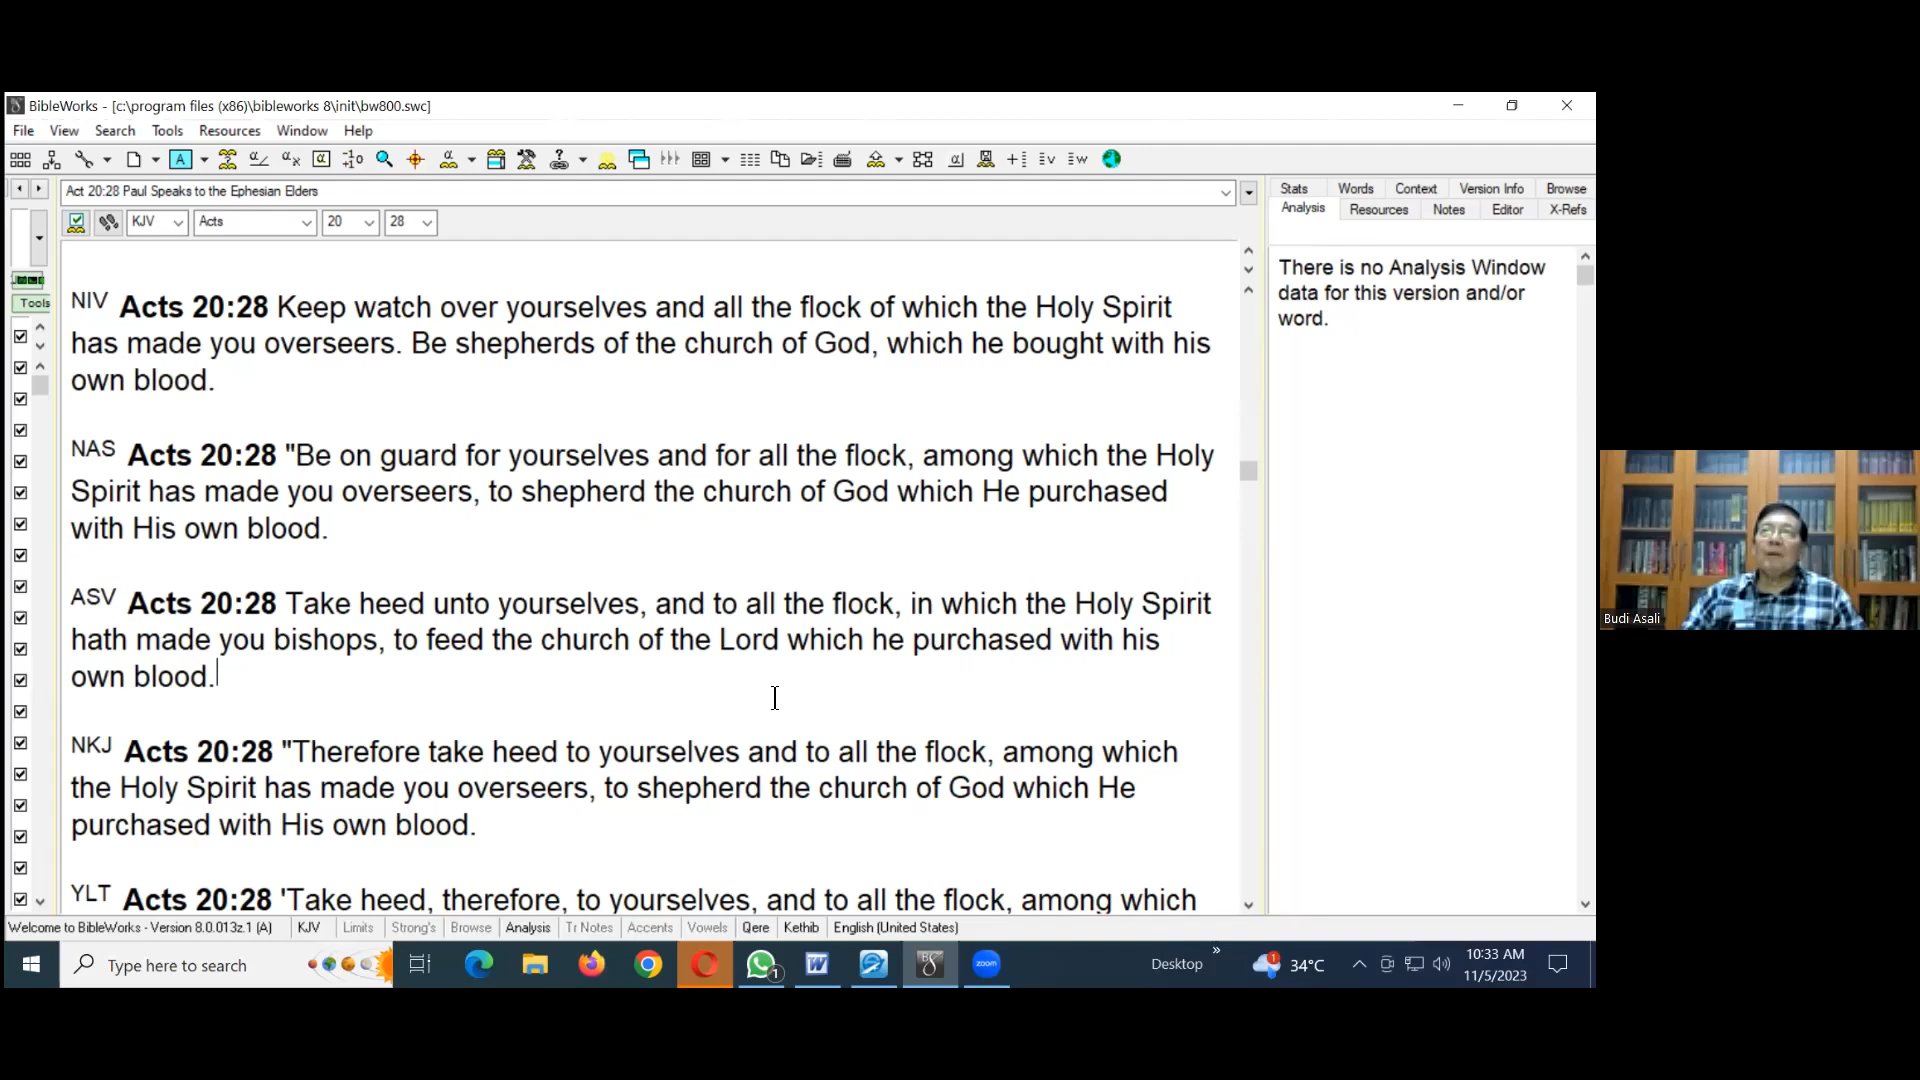 BibleWorks - [c:\program files (x86)\bibleworks 8\init\bw800.swc]
File View Search Tools Resources Window Help
Act 20:28 Paul Speaks to the Ephesian Elders
KJV Acts 20 28
Tools
Stats Words Context Version Info Browse
Analysis Resources Notes Editor X-Refs
There is no Analysis Window
data for this version and/or
word.
NIV Acts 20:28 Keep watch over yourselves and all the flock of which the Holy Spirit
has made you overseers. Be shepherds of the church of God, which he bought with his
own blood.
NAS Acts 20:28 "Be on guard for yourselves and for all the flock, among which the Holy
Spirit has made you overseers, to shepherd the church of God which He purchased
with His own blood.
ASV Acts 20:28 Take heed unto yourselves, and to all the flock, in which the Holy Spirit
hath made you bishops, to feed the church of the Lord which he purchased with his
own blood.
NKJ Acts 20:28 "Therefore take heed to yourselves and to all the flock, among which
the Holy Spirit has made you overseers, to shepherd the church of God which He
purchased with His own blood.
YLT Acts 20:28 'Take heed, therefore, to yourselves, and to all the flock, among which
Budi Asali
Welcome to BibleWorks - Version 8.0.013z.1 (A) KJV Limits Strong's Browse Analysis Tr Notes Accents Vowels Qere Kethib English (United States)
Type here to search
zoom
Desktop
34°C
10:33 AM
11/5/2023